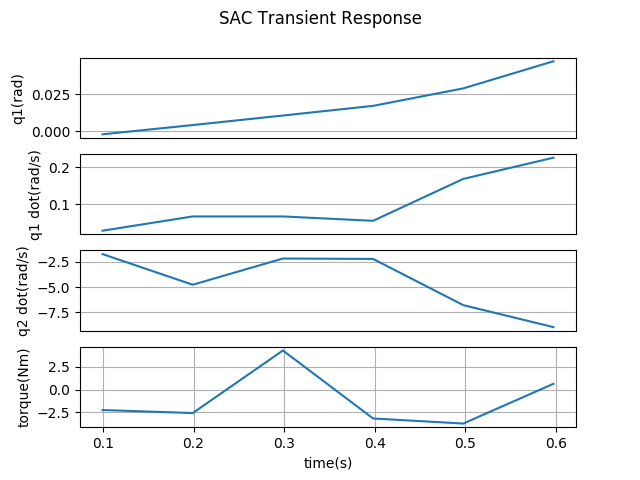 SAC Transient Response
q1(rad)
0.025
0.000
q1 dot(rad/s)
0.2
0.1
q2 dot(rad/s)
−2.5
−5.0
−7.5
torque(Nm)
2.5
0.0
−2.5
0.1 0.2 0.3 0.4 0.5 0.6
time(s)